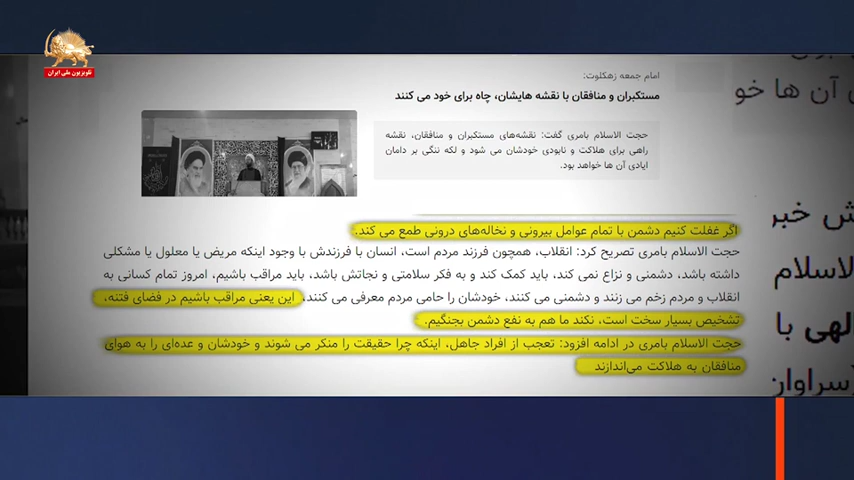 تلویزیون ملی ایران
امام جمعه زهکلوت:
مستکبران و منافقان با نقشه هایشان، چاه برای خود می کنند
حجت الاسلام بامری گفت: نقشه‌های مستکبران و منافقان، نقشه
راهی برای هلاکت و نابودی خودشان می شود و لکه ننگی بر دامان
ایادی آن ها خواهد بود.
اگر غفلت کنیم دشمن با تمام عوامل بیرونی و نخاله‌های درونی طمع می کند.
حجت الاسلام بامری تصریح کرد: انقلاب، همچون فرزند مردم است، انسان با فرزندش با وجود اینکه مریض یا معلول یا مشکلی
داشته باشد، دشمنی و نزاع نمی کند، باید کمک کند و به فکر سلامتی و نجاتش باشد، باید مراقب باشیم، امروز تمام کسانی به
انقلاب و مردم زخم می زنند و دشمنی می کنند، خودشان را حامی مردم معرفی می کنند، این یعنی مراقب باشیم در فضای فتنه،
تشخیص بسیار سخت است، نکند ما هم به نفع دشمن بجنگیم.
حجت الاسلام بامری در ادامه افزود: تعجب از افراد جاهل، اینکه چرا حقیقت را منکر می شوند و خودشان و عده‌ای را به هوای
منافقان به هلاکت می‌اندازند
آن ها خو
ش خبر
الاسلام
الهی با
(سراوان